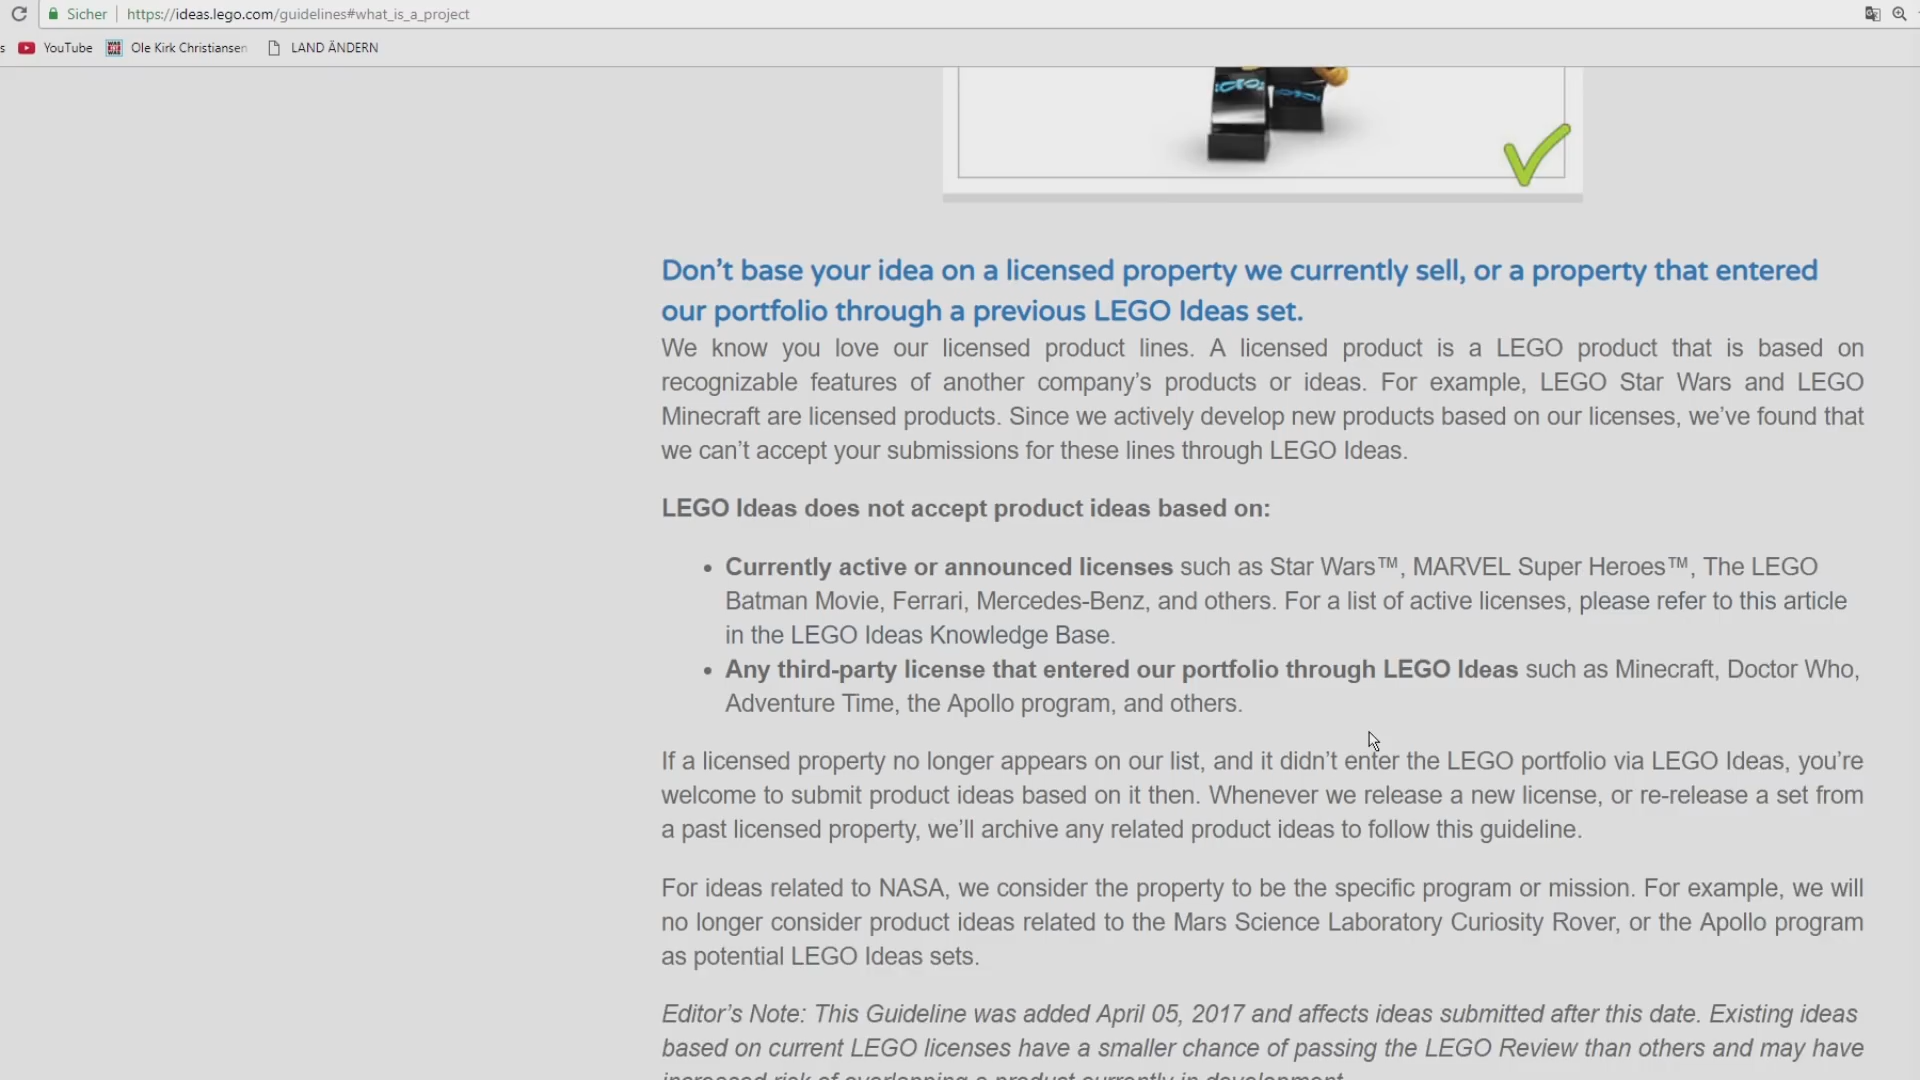 Sicher https://ideas.lego.com/guidelines#what_is_a_project
s YouTube Ole Kirk Christiansen LAND ÄNDERN
Don’t base your idea on a licensed property we currently sell, or a property that entered
our portfolio through a previous LEGO Ideas set.
We know you love our licensed product lines. A licensed product is a LEGO product that is based on
recognizable features of another company’s products or ideas. For example, LEGO Star Wars and LEGO
Minecraft are licensed products. Since we actively develop new products based on our licenses, we’ve found that
we can’t accept your submissions for these lines through LEGO Ideas.
LEGO Ideas does not accept product ideas based on:
• Currently active or announced licenses such as Star Wars™, MARVEL Super Heroes™, The LEGO
Batman Movie, Ferrari, Mercedes-Benz, and others. For a list of active licenses, please refer to this article
in the LEGO Ideas Knowledge Base.
• Any third-party license that entered our portfolio through LEGO Ideas such as Minecraft, Doctor Who,
Adventure Time, the Apollo program, and others.
If a licensed property no longer appears on our list, and it didn’t enter the LEGO portfolio via LEGO Ideas, you’re
welcome to submit product ideas based on it then. Whenever we release a new license, or re-release a set from
a past licensed property, we’ll archive any related product ideas to follow this guideline.
For ideas related to NASA, we consider the property to be the specific program or mission. For example, we will
no longer consider product ideas related to the Mars Science Laboratory Curiosity Rover, or the Apollo program
as potential LEGO Ideas sets.
Editor’s Note: This Guideline was added April 05, 2017 and affects ideas submitted after this date. Existing ideas
based on current LEGO licenses have a smaller chance of passing the LEGO Review than others and may have
increased risk of overlapping a product currently in development.